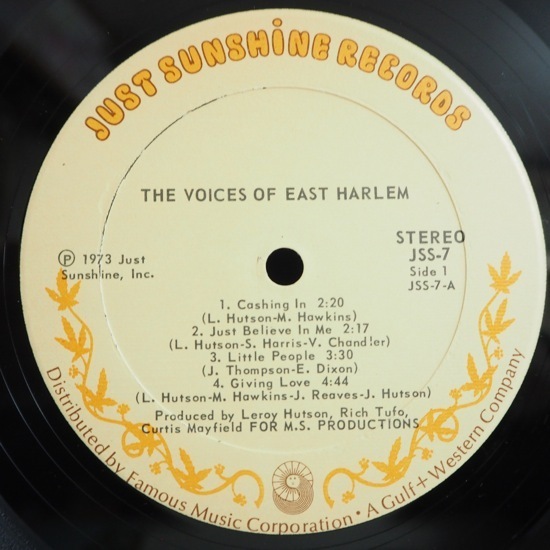 JUST SUNSHINE RECORDS
THE VOICES OF EAST HARLEM
STEREO
JSS-7
Side 1
JSS-7-A
℗ 1973 Just
Sunshine, Inc.
1. Cashing In 2:20
(L. Hutson-M. Hawkins)
2. Just Believe In Me 2:17
(L. Hutson-S. Harris-V. Chandler)
3. Little People 3:30
(J. Thompson-E. Dixon)
4. Giving Love 4:44
(L. Hutson-M. Hawkins-J. Reaves-J. Hutson)
Produced by Leroy Hutson, Rich Tufo,
Curtis Mayfield FOR M.S. PRODUCTIONS
Distributed by Famous Music Corporation • A Gulf+Western Company